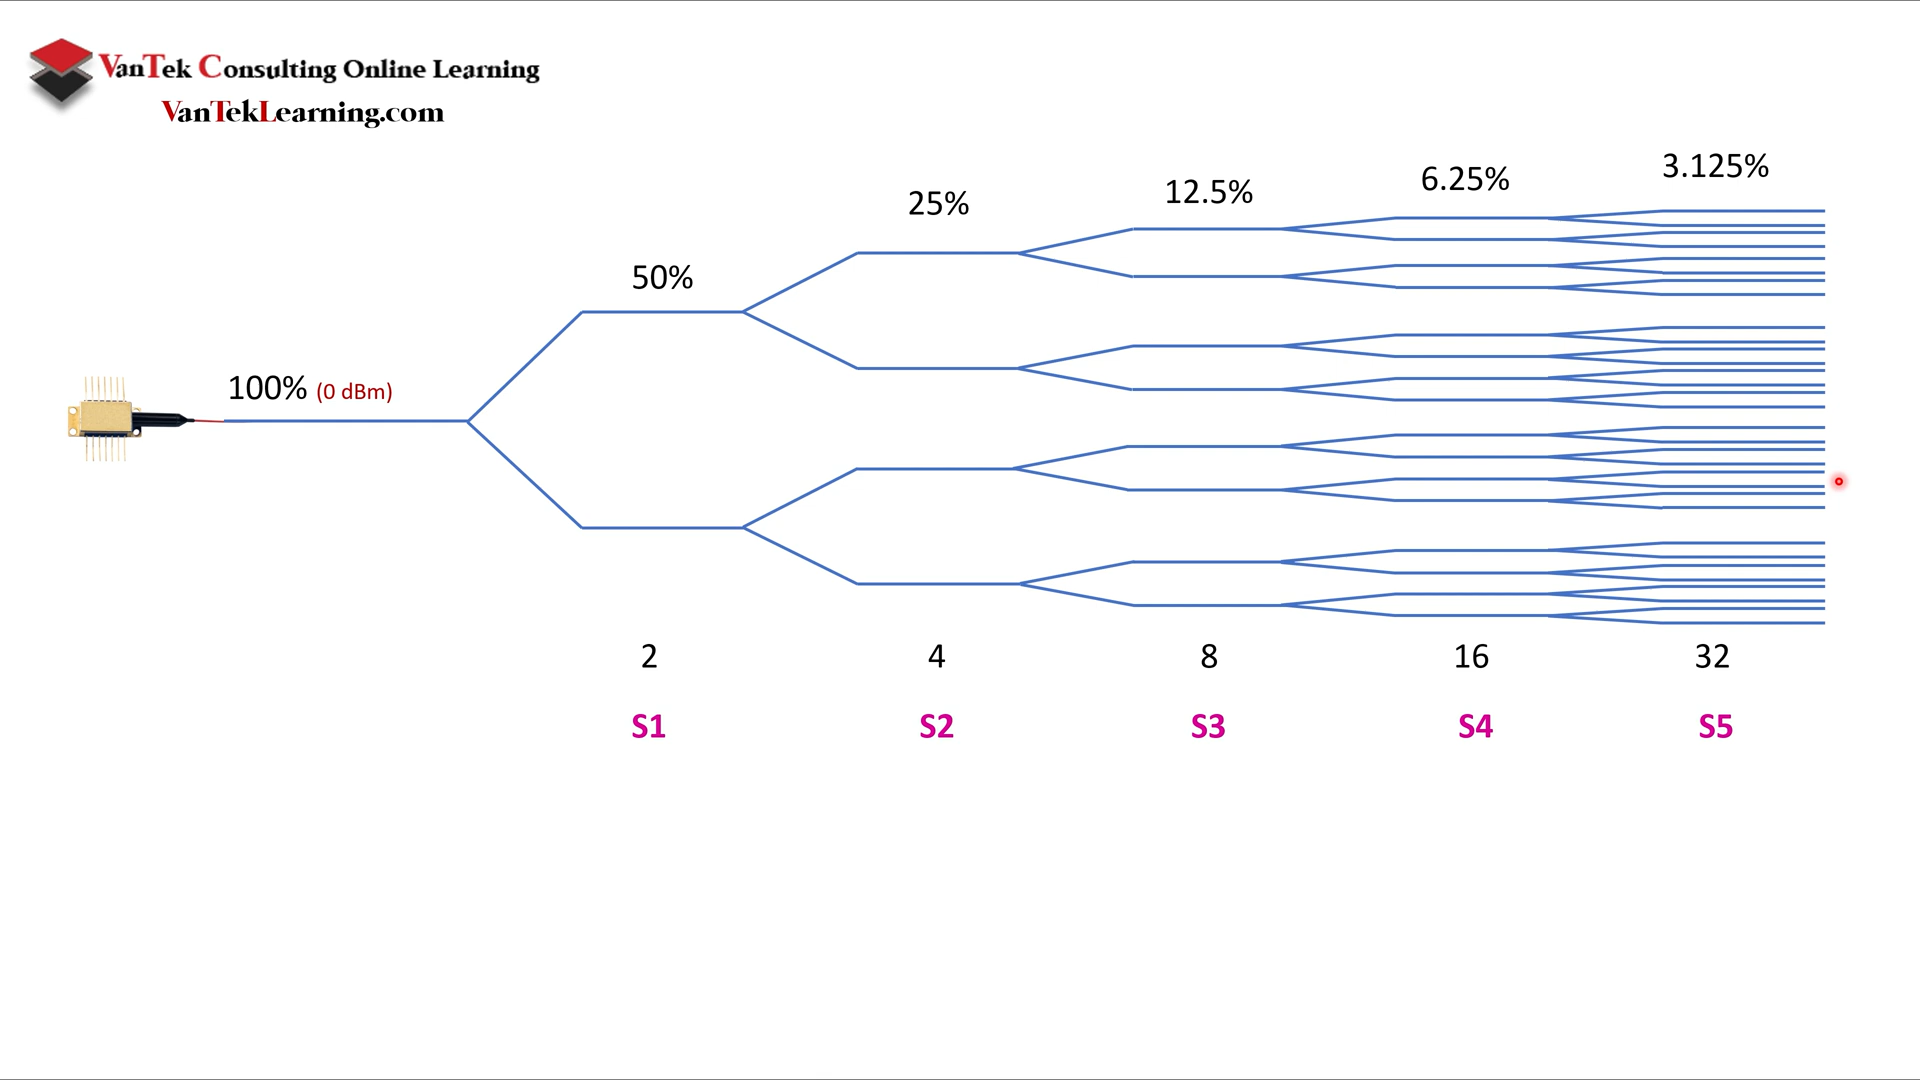 VanTek Consulting Online Learning
VanTekLearning.com
3.125%
6.25%
12.5%
25%
50%
100% (0 dBm)
2 4 8 16 32
S1 S2 S3 S4 S5